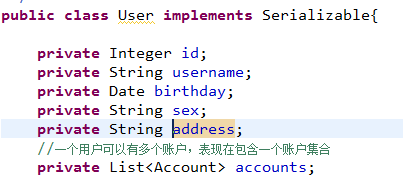 public class User implements Serializable{
private Integer id;
private String username;
private Date birthday;
private String sex;
private String address;
//一个用户可以有多个账户，表现在包含一个账户集合
private List<Account> accounts;